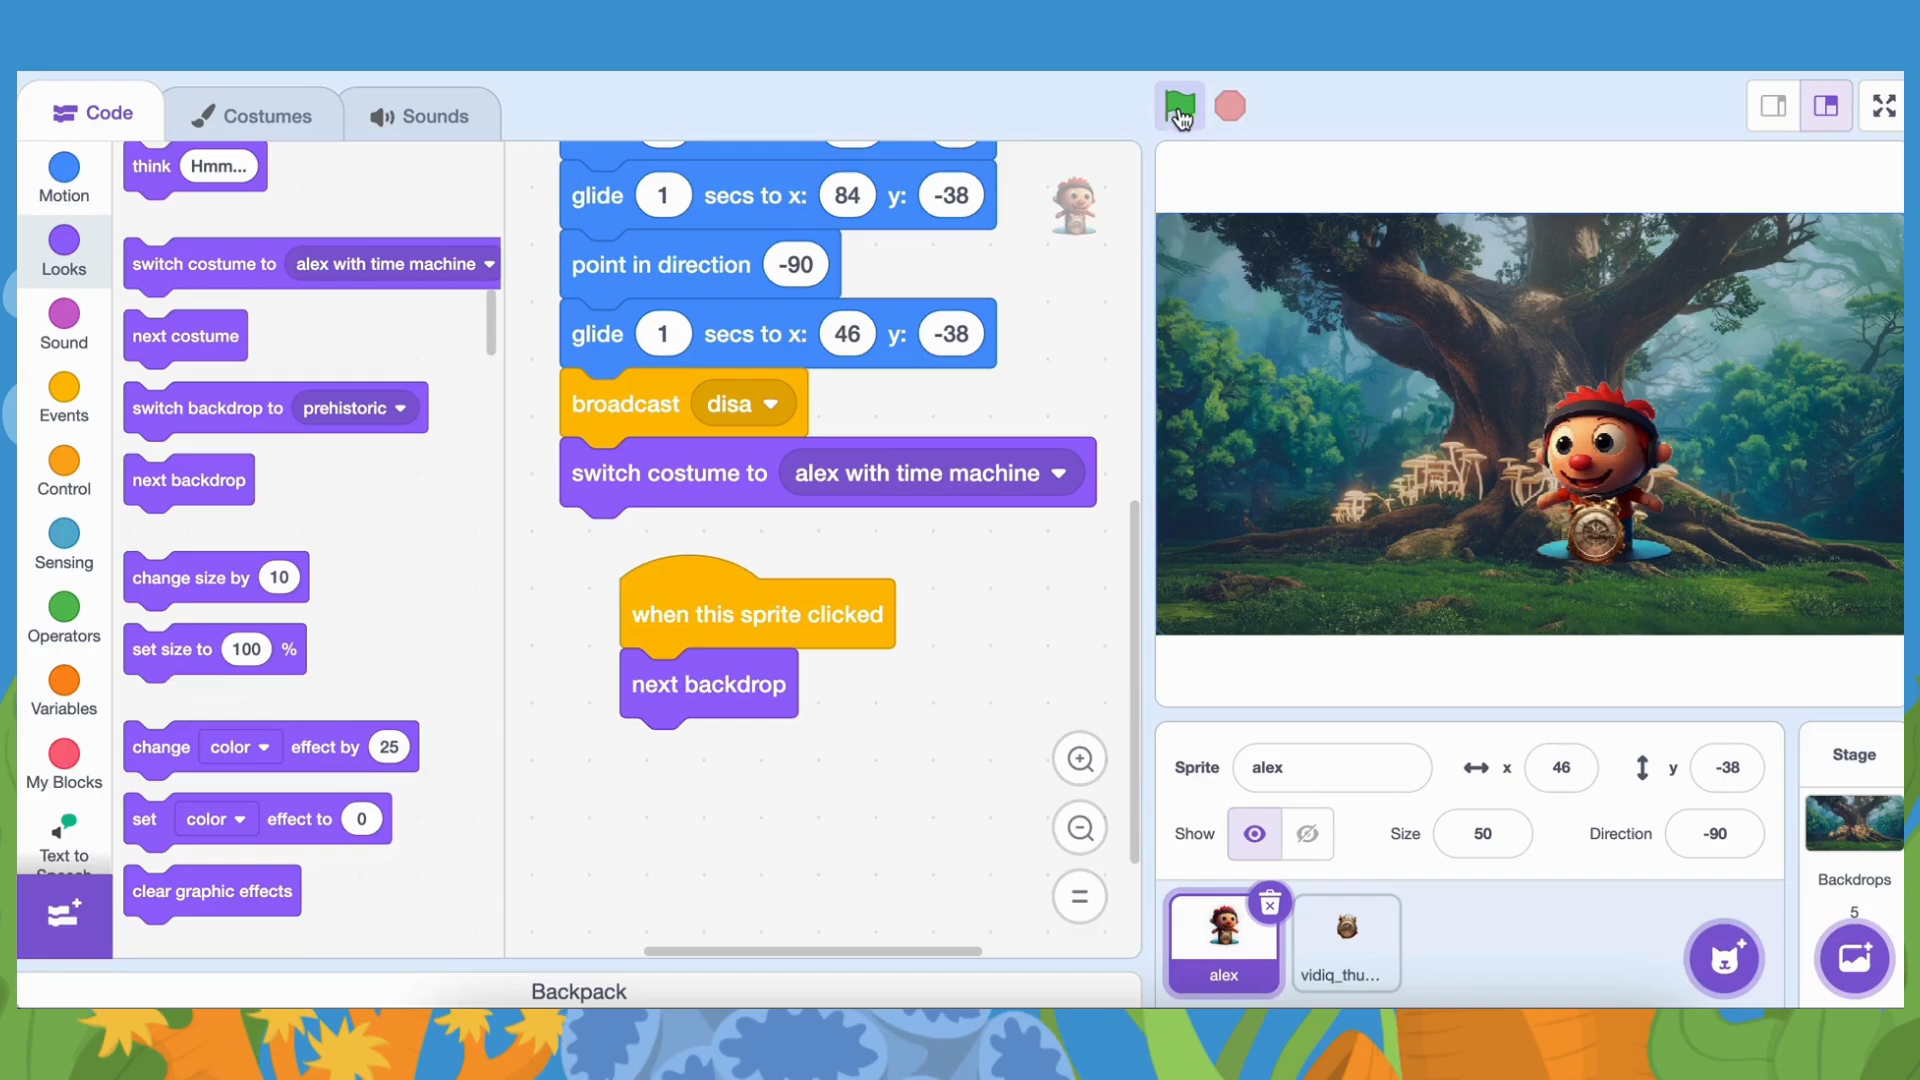 Code
Costumes
Sounds
Motion
Looks
Sound
Events
Control
Sensing
Operators
Variables
My Blocks
Text to
Speech
think Hmm...
switch costume to alex with time machine
next costume
switch backdrop to prehistoric
next backdrop
change size by 10
set size to 100 %
change color effect by 25
set color effect to 0
clear graphic effects
glide 1 secs to x: 84 y: -38
point in direction -90
glide 1 secs to x: 46 y: -38
broadcast disa
switch costume to alex with time machine
when this sprite clicked
next backdrop
Backpack
Sprite alex x 46 y -38
Show Size 50 Direction -90
alex
vidiq_thu...
Stage
Backdrops
5